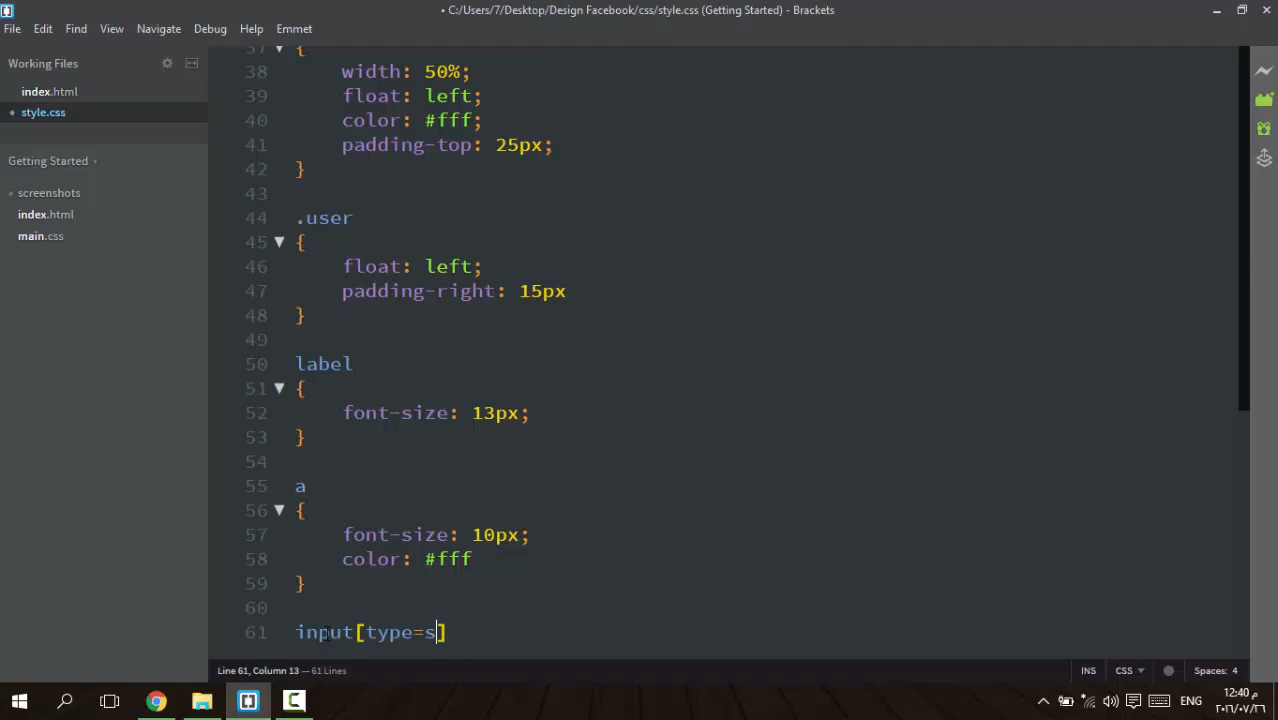 • C:/Users/7/Desktop/Design Facebook/css/style.css (Getting Started) - Brackets
File Edit Find View Navigate Debug Help Emmet
Working Files
index.html
• style.css
Getting Started
screenshots
index.html
main.css
37 {
38 width: 50%;
39 float: left;
40 color: #fff;
41 padding-top: 25px;
42 }
43
44 .user
45 {
46 float: left;
47 padding-right: 15px
48 }
49
50 label
51 {
52 font-size: 13px;
53 }
54
55 a
56 {
57 font-size: 10px;
58 color: #fff
59 }
60
61 input[type=s]
Line 61, Column 13 — 61 Lines
INS CSS Spaces: 4
ENG
12:40 م
٢٠١٦/٠٧/٢٦